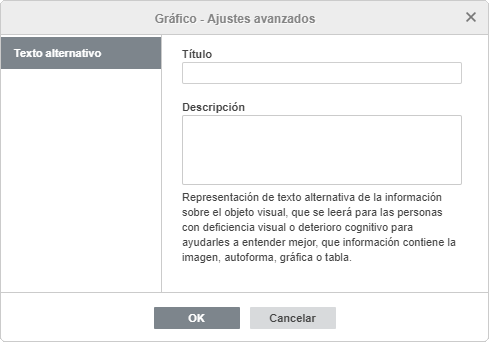 Gráfico - Ajustes avanzados
Texto alternativo
Título
Descripción
Representación de texto alternativa de la información
sobre el objeto visual, que se leerá para las personas
con deficiencia visual o deterioro cognitivo para
ayudarles a entender mejor, que información contiene la
imagen, autoforma, gráfica o tabla.
OK
Cancelar